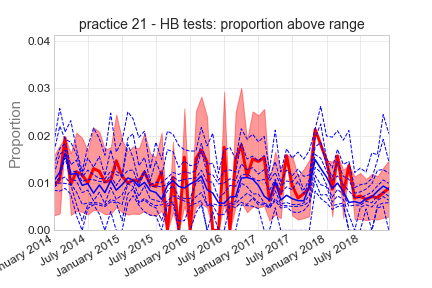 practice 21 - HB tests: proportion above range
0.04
0.03
0.02
0.01
0.00
Proportion
nuary 2014
July 2014
January 2015
July 2015
January 2016
July 2016
January 2017
July 2017
January 2018
July 2018